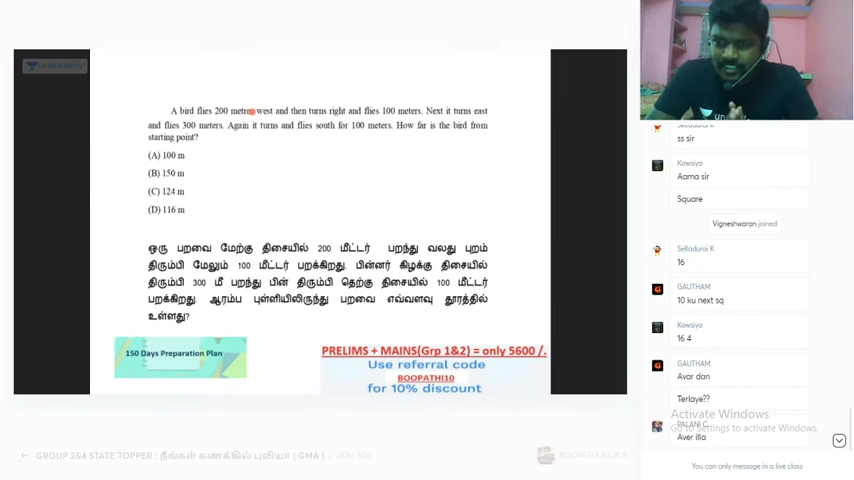 unacademy
A bird flies 200 metres west and then turns right and flies 100 meters. Next it turns east
and flies 300 meters. Again it turns and flies south for 100 meters. How far is the bird from
starting point?
(A) 100 m
(B) 150 m
(C) 124 m
(D) 116 m
ஒரு பறவை மேற்கு திசையில் 200 மீட்டர் பறந்து வலது புறம்
திரும்பி மேலும் 100 மீட்டர் பறக்கிறது. பின்னர் கிழக்கு திசையில்
திரும்பி 300 மீ பறந்து பின் திரும்பி தெற்கு திசையில் 100 மீட்டர்
பறக்கிறது. ஆரம்ப புள்ளியிலிருந்து பறவை எவ்வளவு தூரத்தில்
உள்ளது?
150 Days Preparation Plan
PRELIMS + MAINS(Grp 1&2) = only 5600 /.
Use referral code
BOOPATHI10
for 10% discount
GROUP 2&4 STATE TOPPER : நீங்கள் கணக்கில் புலியா ( GMA )
BOOPATHI RAJA S
ss sir
Kowsiya
Aama sir
Square
Vigneshwaran joined
Selladurai K
16
GAUTHAM
10 ku next sq
Kowsiya
16 4
GAUTHAM
Avar dan
Terlaye??
PALANI C
Aver illa
Activate Windows
Go to Settings to activate Windows.
You can only message in a live class